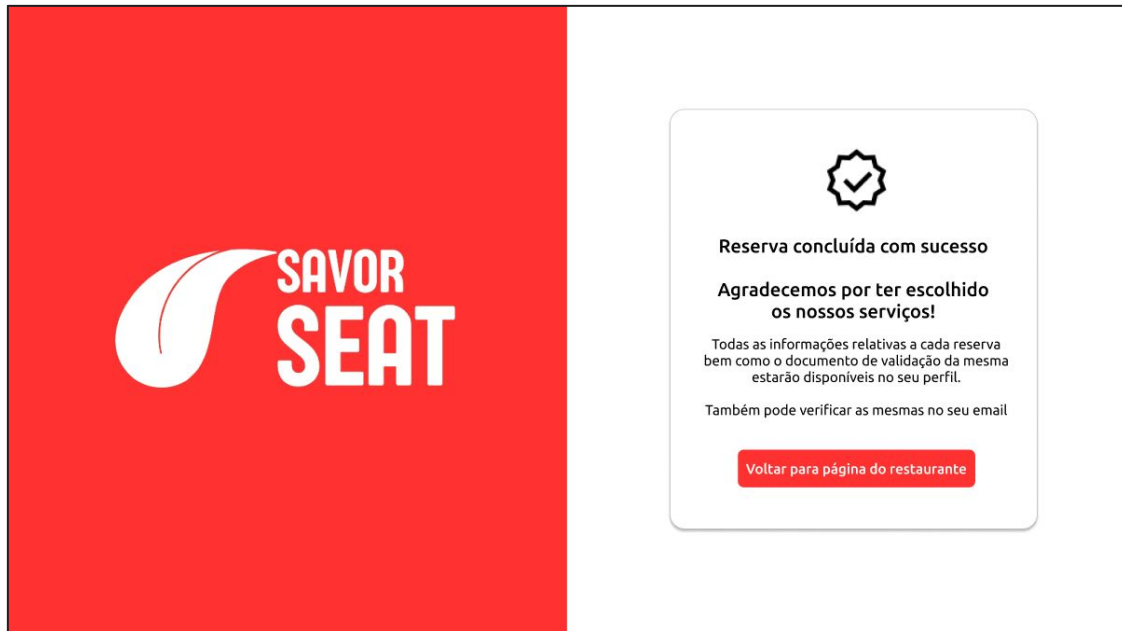 SAVOR
SEAT
Reserva concluída com sucesso
Agradecemos por ter escolhido
os nossos serviços!
Todas as informações relativas a cada reserva
bem como o documento de validação da mesma
estarão disponíveis no seu perfil.
Também pode verificar as mesmas no seu email
Voltar para página do restaurante